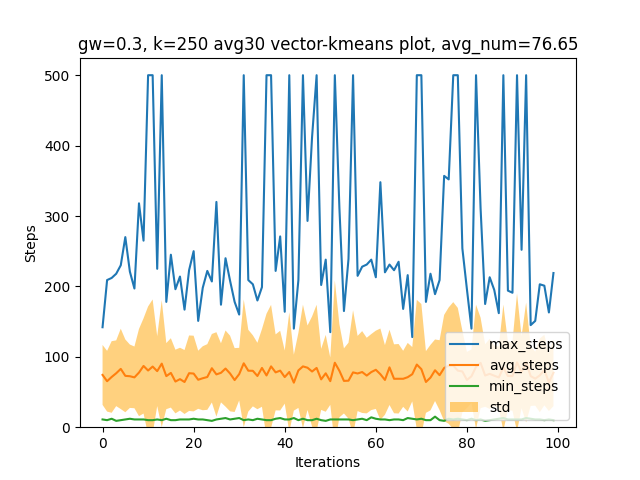 gw=0.3, k=250 avg30 vector-kmeans plot, avg_num=76.65
500
400
300
200
100
0
Steps
max_steps
avg_steps
min_steps
std
0
20
40
60
80
100
Iterations